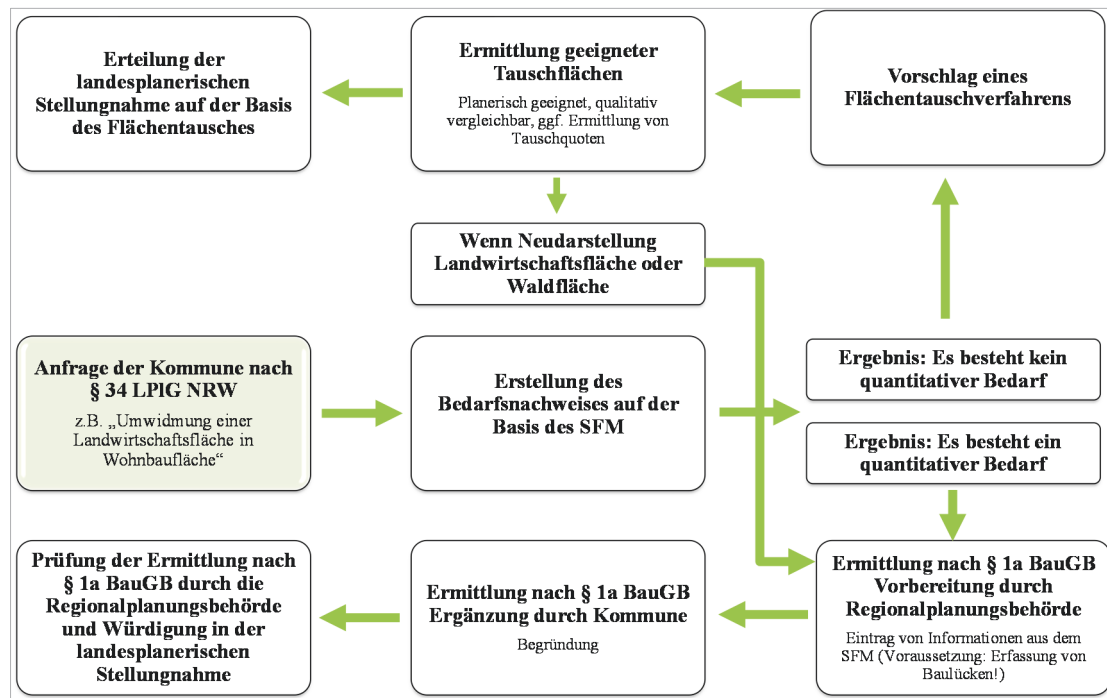 Erteilung der
landesplanerischen
Stellungnahme auf der Basis
des Flächentausches
Ermittlung geeigneter
Tauschflächen
Planerisch geeignet, qualitativ
vergleichbar, ggf. Ermittlung von
Tauschquoten
Vorschlag eines
Flächentauschverfahrens
Wenn Neudarstellung
Landwirtschaftsfläche oder
Waldfläche
Anfrage der Kommune nach
§ 34 LPlG NRW
z.B. „Umwidmung einer
Landwirtschaftsfläche in
Wohnbaufläche“
Erstellung des
Bedarfsnachweises auf der
Basis des SFM
Ergebnis: Es besteht kein
quantitativer Bedarf
Ergebnis: Es besteht ein
quantitativer Bedarf
Prüfung der Ermittlung nach
§ 1a BauGB durch die
Regionalplanungsbehörde
und Würdigung in der
landesplanerischen
Stellungnahme
Ermittlung nach § 1a BauGB
Ergänzung durch Kommune
Begründung
Ermittlung nach § 1a BauGB
Vorbereitung durch
Regionalplanungsbehörde
Eintrag von Informationen aus dem
SFM (Voraussetzung: Erfassung von
Baulücken!)